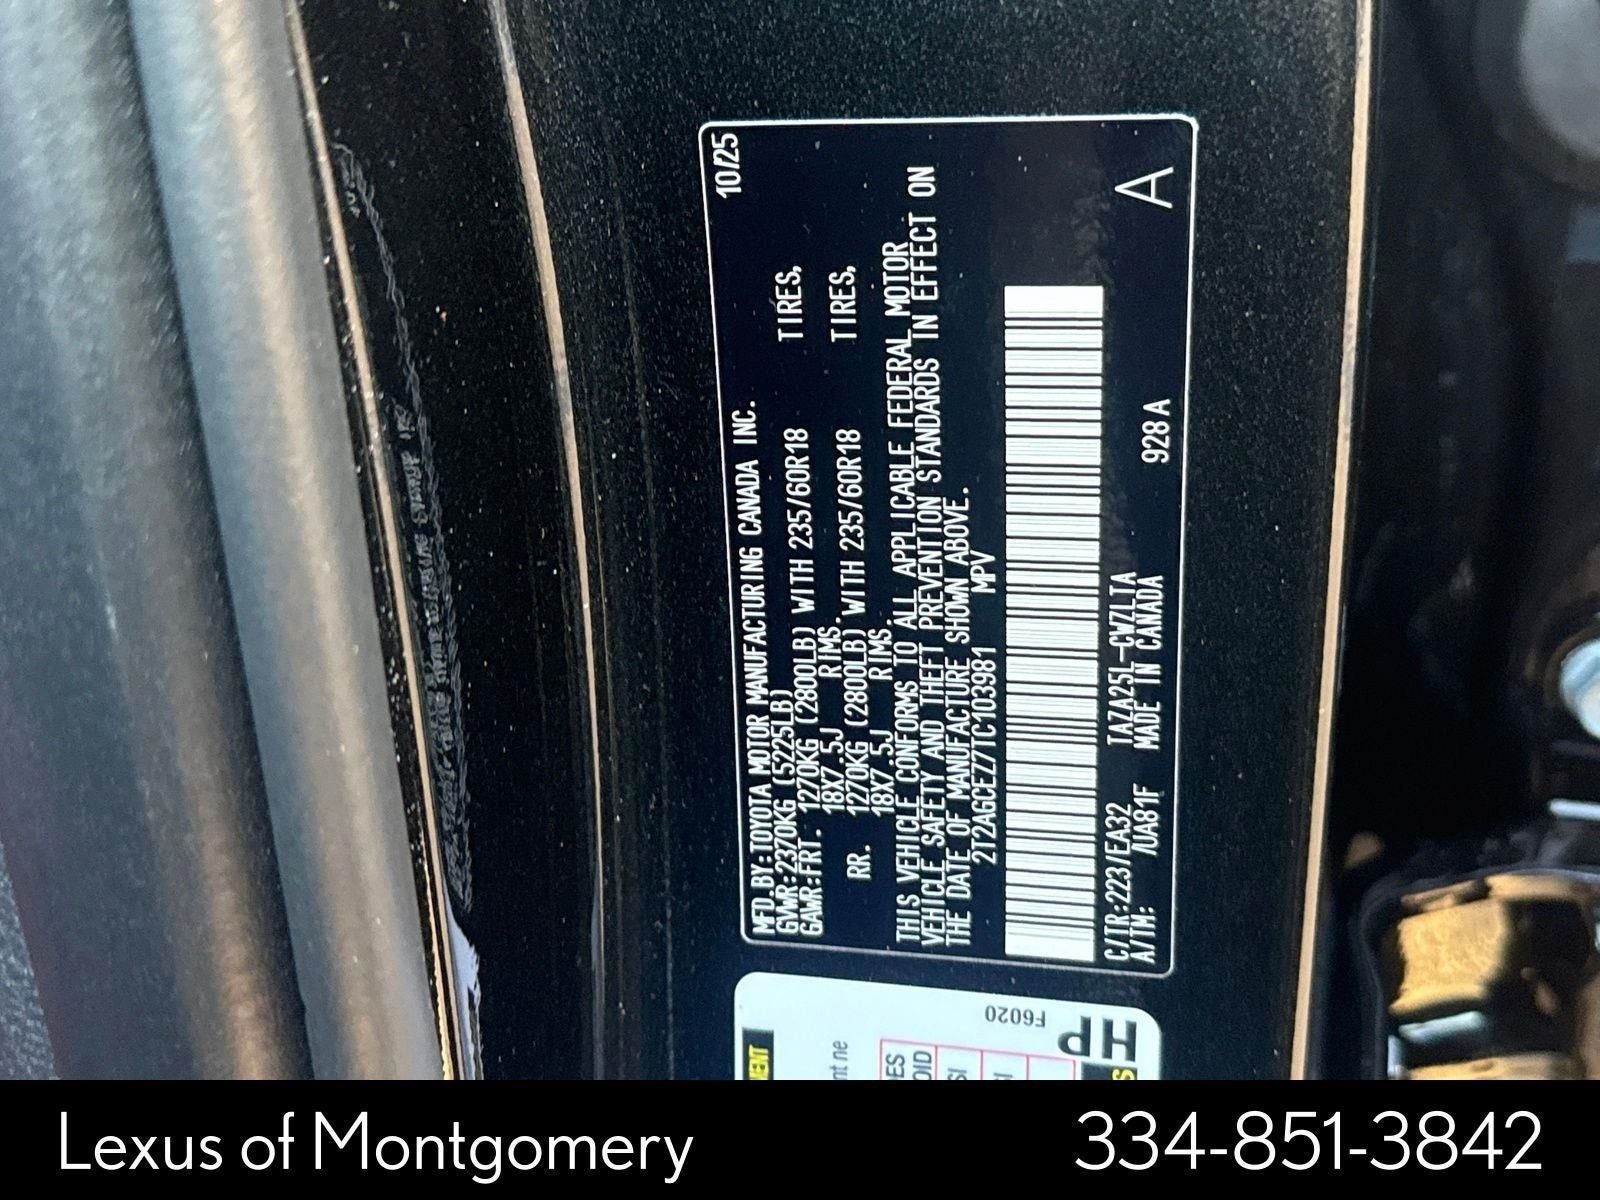 10/25
MFD.BY:TOYOTA MOTOR MANUFACTURING CANADA INC.
GVWR:2370KG (5225LB)
GAWR:FRT. 1270KG (2800LB) WITH 235/60R18 TIRES,
18X7.5J RIMS.
RR. 1270KG (2800LB) WITH 235/60R18 TIRES,
18X7.5J RIMS.
THIS VEHICLE CONFORMS TO ALL APPLICABLE FEDERAL MOTOR
VEHICLE SAFETY AND THEFT PREVENTION STANDARDS IN EFFECT ON
THE DATE OF MANUFACTURE SHOWN ABOVE.
2T2AGCEZ7TC103981 MPV
C/TR:223/EA32 TAZA25L-CWZLTA
A/TM: /UA81F MADE IN CANADA 928A
A
F6020
HP
Lexus of Montgomery 334-851-3842